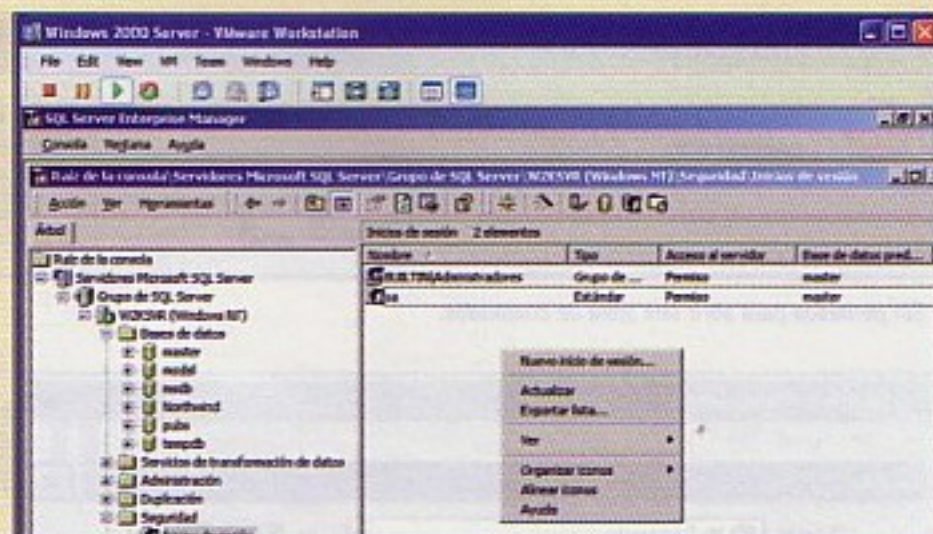 Windows 2000 Server - VMware Workstation
File Edit View VM Team Windows Help
SQL Server Enterprise Manager
Consola Ventana Ayuda
Raíz de la consola\Servidores Microsoft SQL Server\Grupo de SQL Server\W2KSVR (Windows NT)\Seguridad\Inicios de sesión
Acción Ver Herramientas
Árbol
Inicios de sesión 2 elementos
Nombre Tipo Acceso al servidor Base de datos pred...
BUILTIN\Administradores Grupo de ... Permiso master
sa Estándar Permiso master
Raíz de la consola
Servidores Microsoft SQL Server
Grupo de SQL Server
W2KSVR (Windows NT)
Bases de datos
master
model
msdb
Northwind
pubs
tempdb
Servicios de transformación de datos
Administración
Duplicación
Seguridad
Nuevo inicio de sesión...
Actualizar
Exportar lista...
Ver
Organizar iconos
Alinear iconos
Ayuda